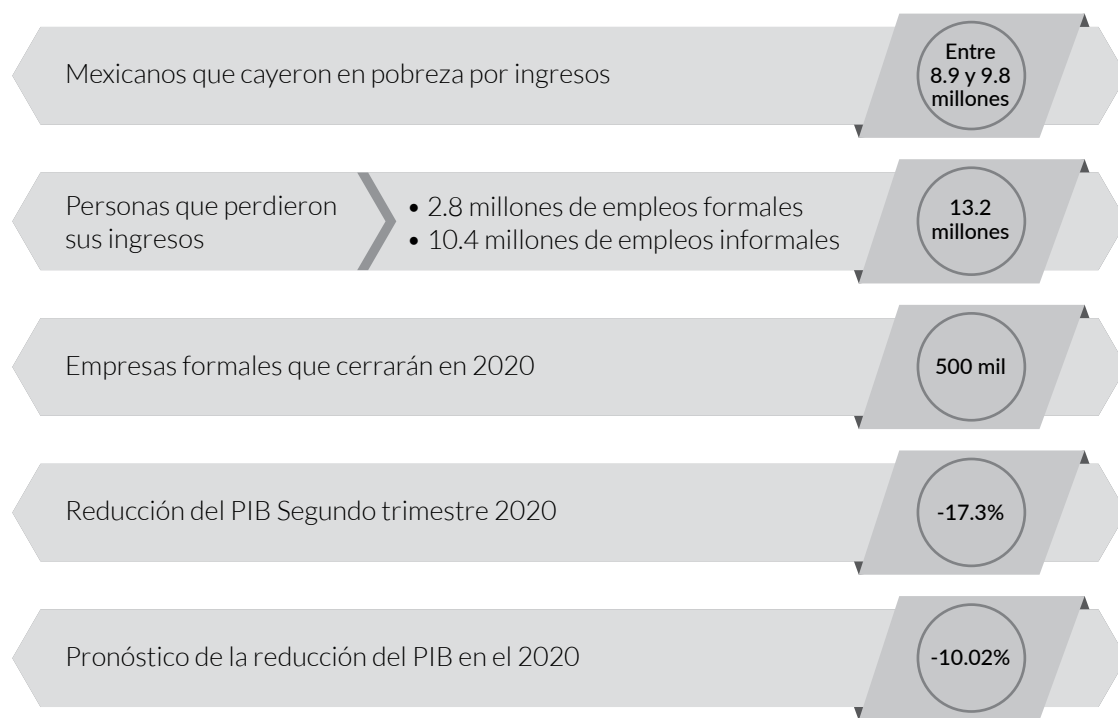 Mexicanos que cayeron en pobreza por ingresos
Entre
8.9 y 9.8
millones
Personas que perdieron
sus ingresos
• 2.8 millones de empleos formales
• 10.4 millones de empleos informales
13.2
millones
Empresas formales que cerrarán en 2020
500 mil
Reducción del PIB Segundo trimestre 2020
-17.3%
Pronóstico de la reducción del PIB en el 2020
-10.02%